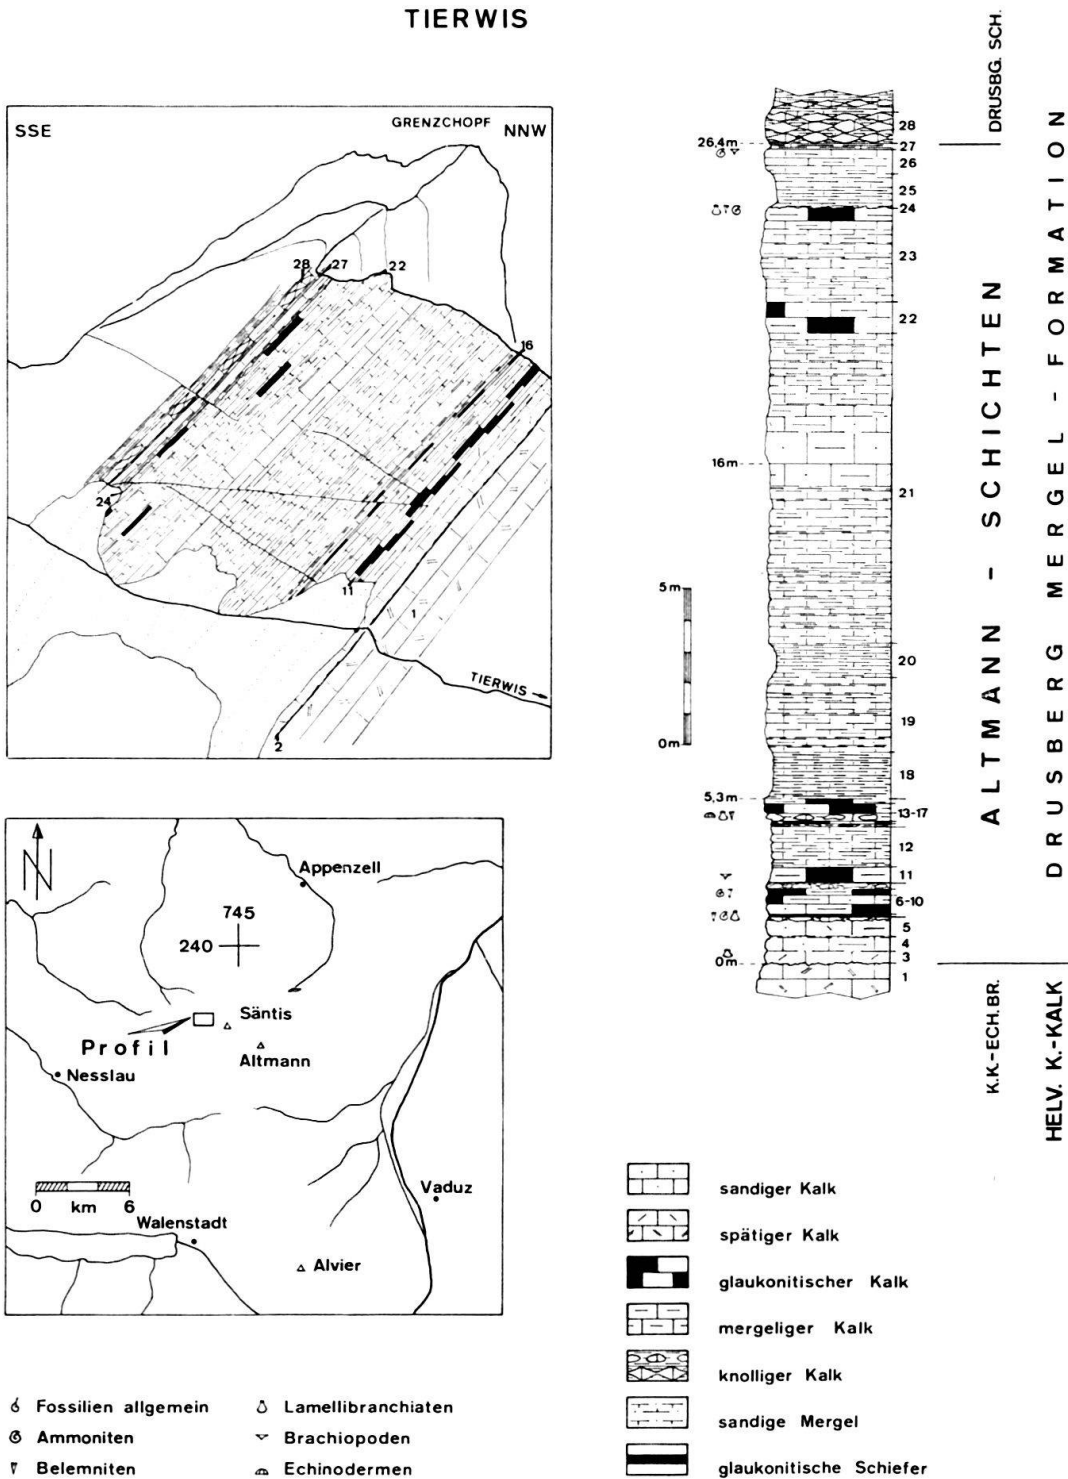 TIERWIS
SSE
GRENZCHOPF NNW
28
27
22
16
24
11
1
TIERWIS
2
Appenzell
745
240
N
Säntis
Profil
Altmann
Nesslau
0 km 6
Vaduz
Walenstadt
Alvier
Fossilien allgemein
Ammoniten
Belemniten
Lamellibranchiaten
Brachiopoden
Echinodermen
26,4m
16m
5m
0m
5,3m
0m
28
27
26
25
24
23
22
21
20
19
18
13-17
12
11
6-10
5
4
3
1
DRUSBG. SCH.
ALTMANN - SCHICHTEN
K.K.-ECH.BR.
DRUSBERG MERGEL - FORMATION
HELV. K.-KALK
sandiger Kalk
spätiger Kalk
glaukonitischer Kalk
mergeliger Kalk
knolliger Kalk
sandige Mergel
glaukonitische Schiefer